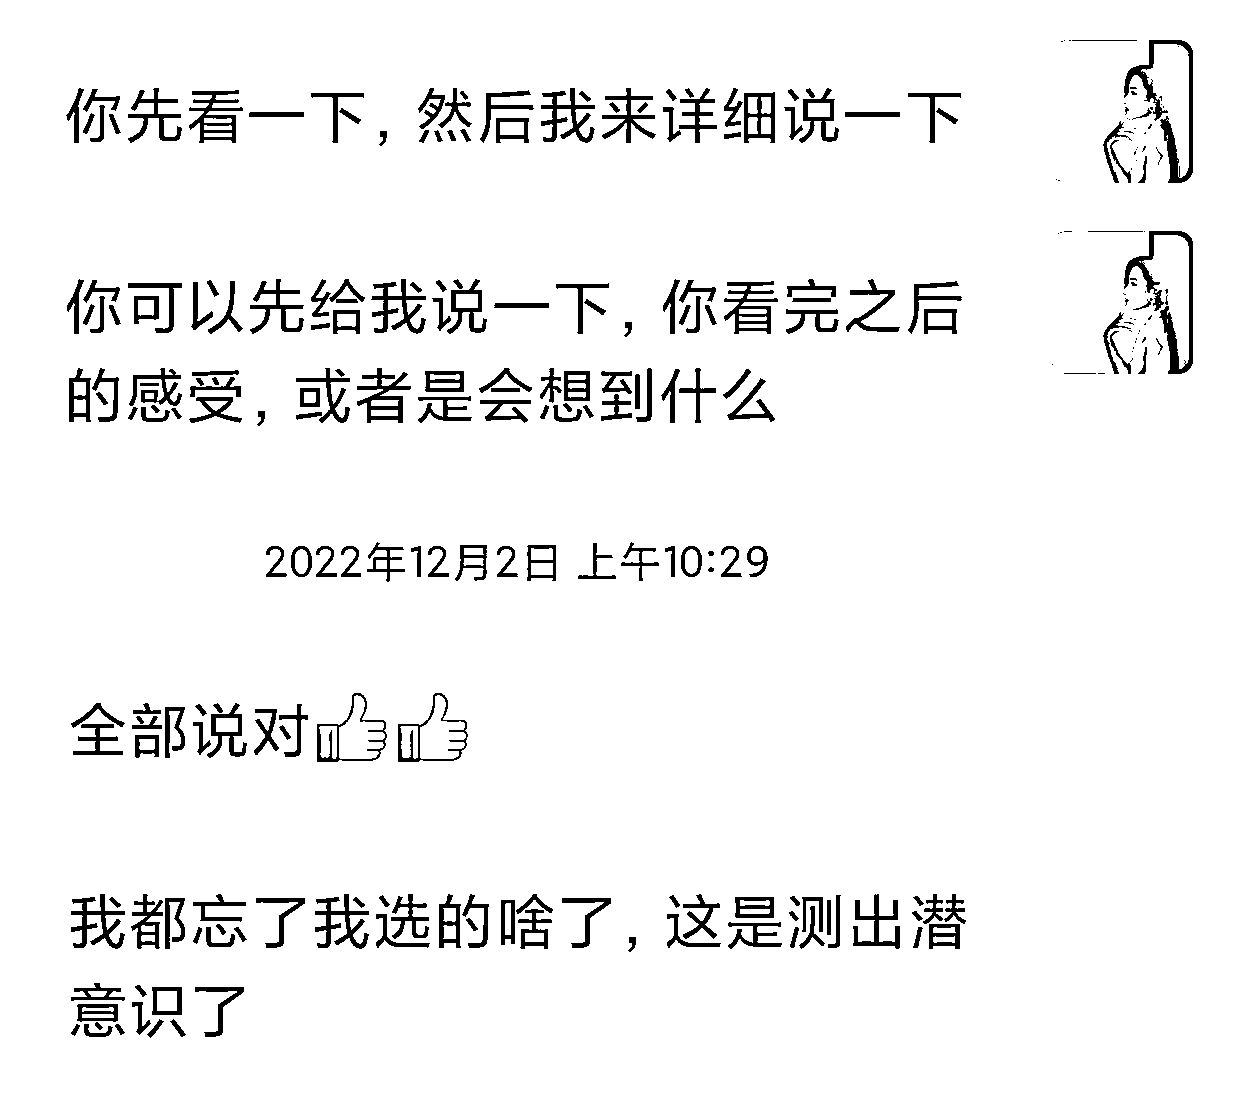 你先看一下，然后我来详细说一下
你可以先给我说一下，你看完之后
的感受，或者是会想到什么
2022年12月2日 上午10:29
全部说对👍👍
我都忘了我选的啥了，这是测出潜
意识了